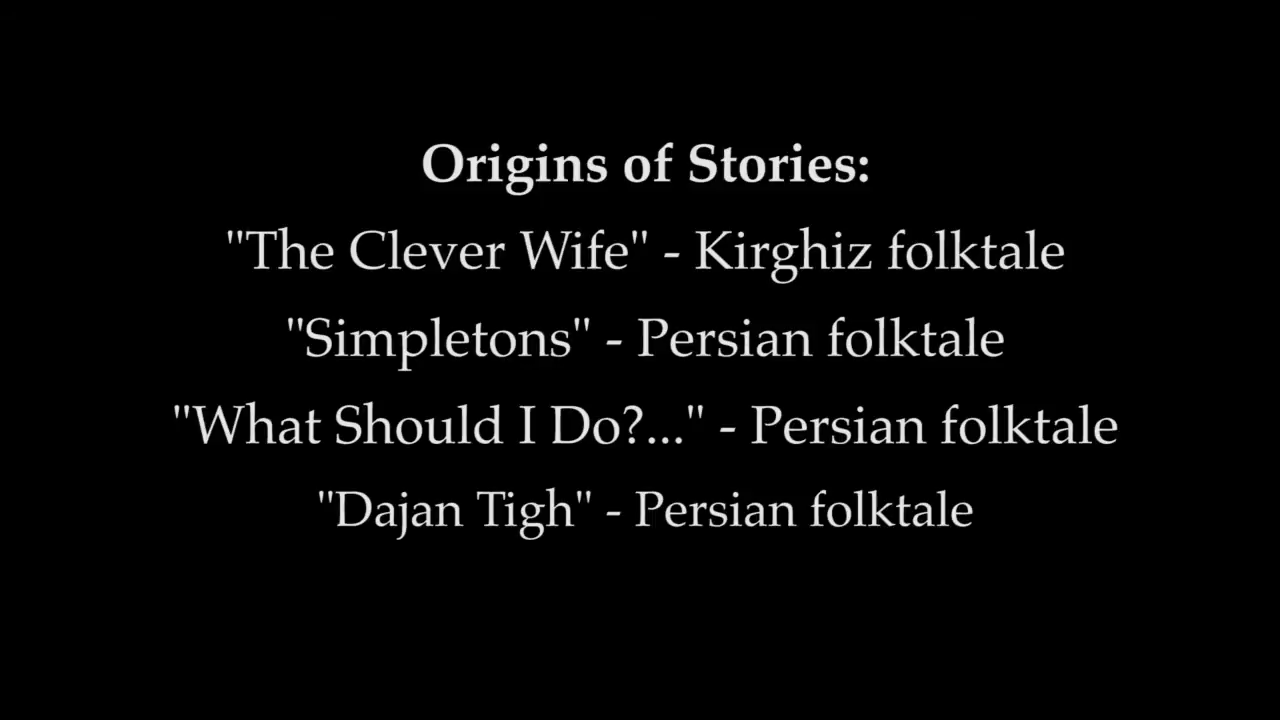 Origins of Stories:
"The Clever Wife" - Kirghiz folktale
"Simpletons" - Persian folktale
"What Should I Do?..." - Persian folktale
"Dajan Tigh" - Persian folktale